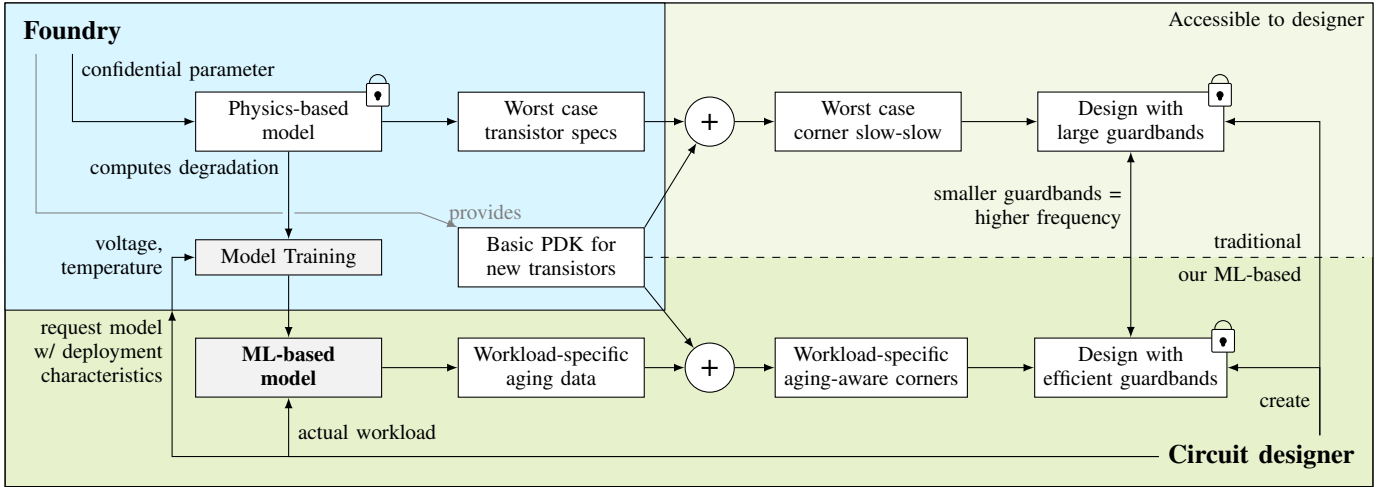 Foundry
Accessible to designer
confidential parameter
Physics-based
model
Worst case
transistor specs
+
Worst case
corner slow-slow
Design with
large guardbands
computes degradation
smaller guardbands =
higher frequency
provides
voltage,
temperature
Model Training
Basic PDK for
new transistors
traditional
our ML-based
request model
w/ deployment
characteristics
ML-based
model
Workload-specific
aging data
+
Workload-specific
aging-aware corners
Design with
efficient guardbands
create
actual workload
Circuit designer